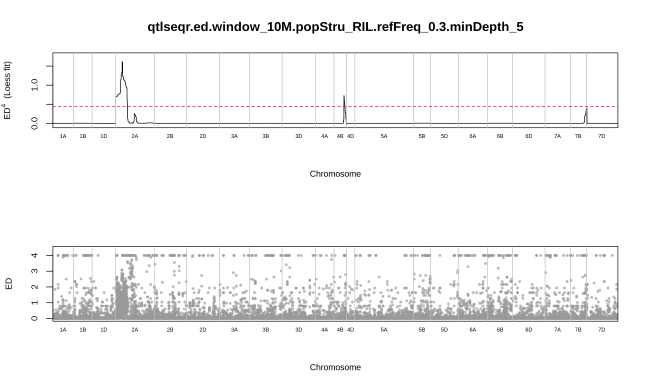 qtlseqr.ed.window_10M.popStru_RIL.refFreq_0.3.minDepth_5
ED⁴ (Loess fit)
1.0
0.0
1A 1B 1D 2A 2B 2D 3A 3B 3D 4A 4B 4D 5A 5B 5D 6A 6B 6D 7A 7B 7D
Chromosome
ED
4
3
2
1
0
1A 1B 1D 2A 2B 2D 3A 3B 3D 4A 4B 4D 5A 5B 5D 6A 6B 6D 7A 7B 7D
Chromosome